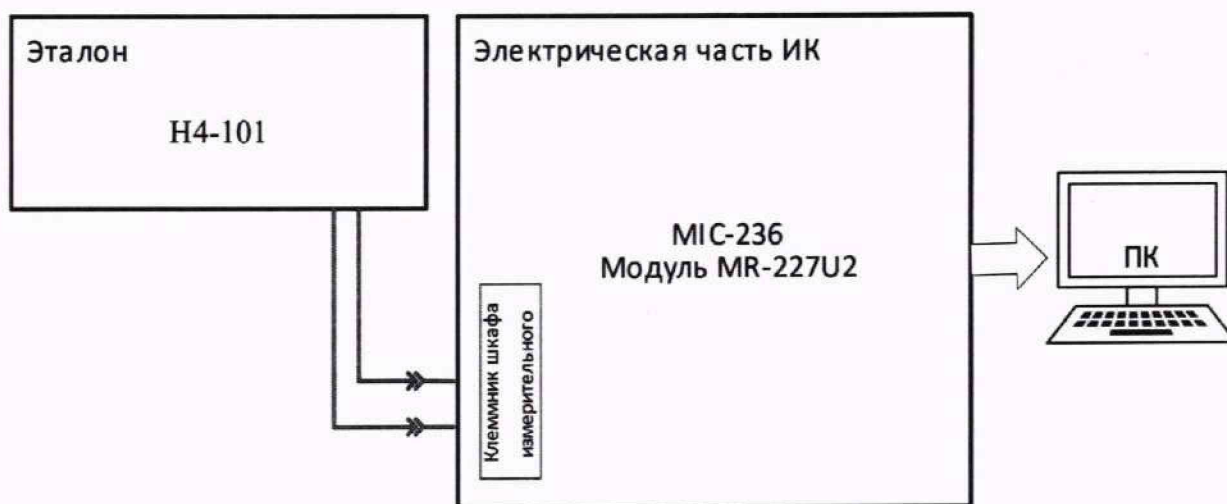 Эталон
Н4-101
Электрическая часть ИК
MIC-236
Модуль MR-227U2
Клеммник шкафа
измерительного
ПК